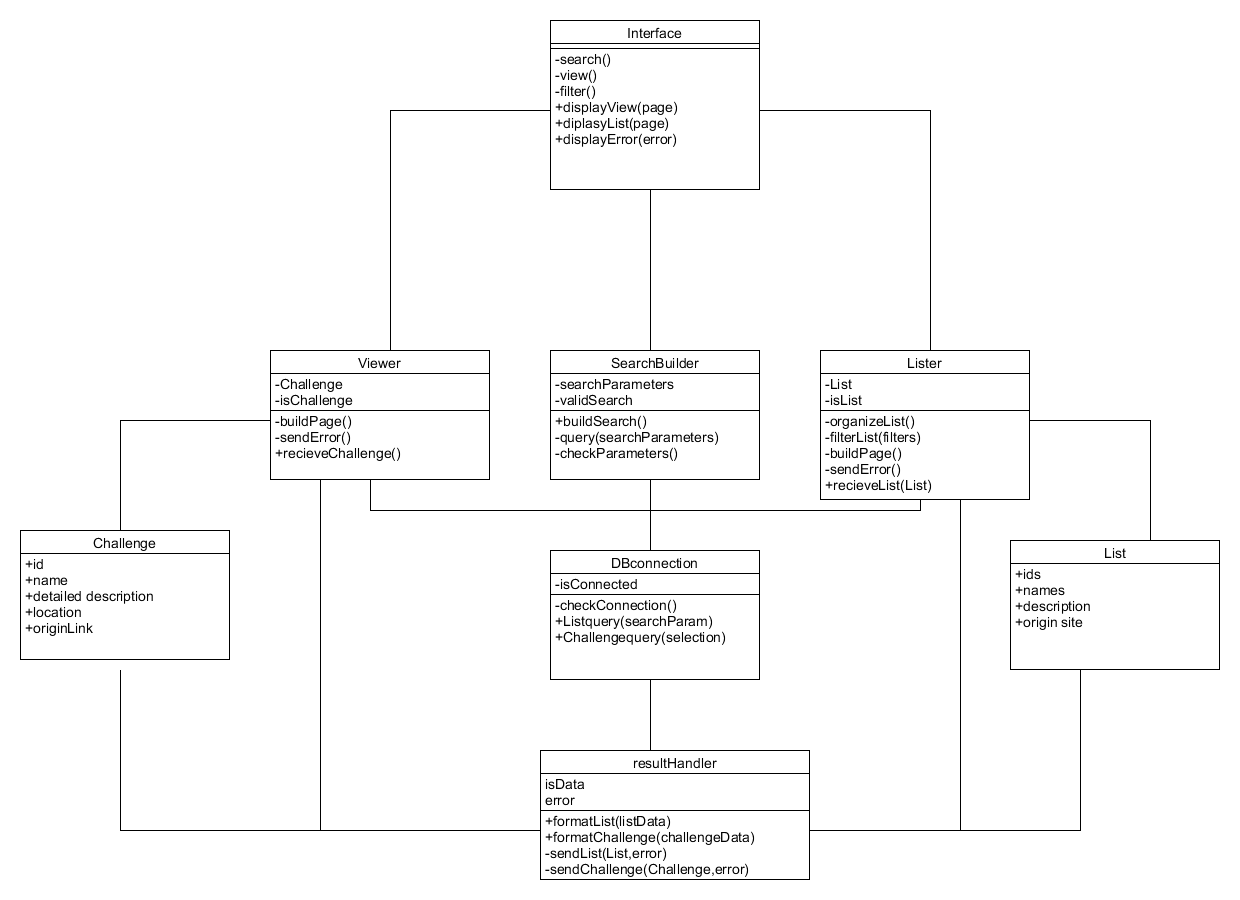 Interface
-search()
-view()
-filter()
+displayView(page)
+diplasyList(page)
+displayError(error)
Viewer
-Challenge
-isChallenge
-buildPage()
-sendError()
+recieveChallenge()
SearchBuilder
-searchParameters
-validSearch
+buildSearch()
-query(searchParameters)
-checkParameters()
Lister
-List
-isList
-organizeList()
-filterList(filters)
-buildPage()
-sendError()
+recieveList(List)
Challenge
+id
+name
+detailed description
+location
+originLink
DBconnection
-isConnected
-checkConnection()
+Listquery(searchParam)
+Challengequery(selection)
List
+ids
+names
+description
+origin site
resultHandler
isData
error
+formatList(listData)
+formatChallenge(challengeData)
-sendList(List,error)
-sendChallenge(Challenge,error)